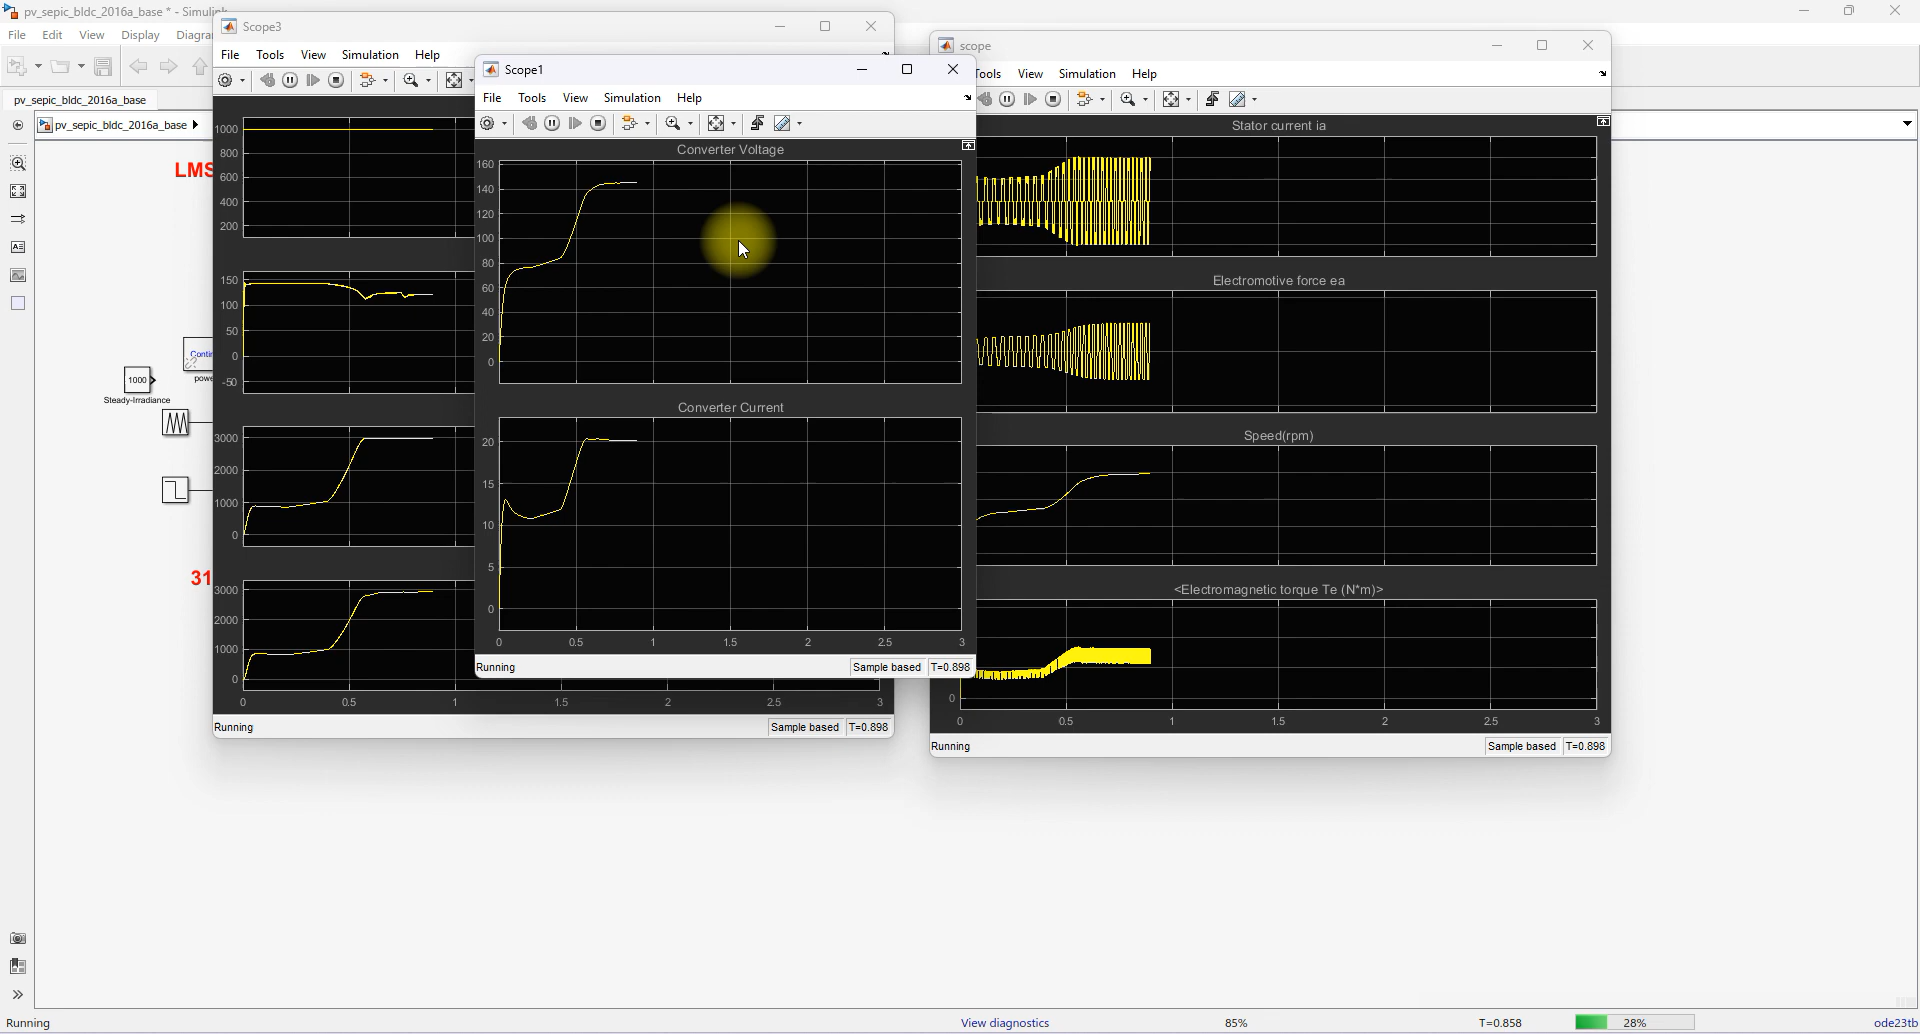 pv_sepic_bldc_2016a_base * - Simulink
File Edit View Display Diagra
pv_sepic_bldc_2016a_base
pv_sepic_bldc_2016a_base
LMS
Contin
powe
1000
Steady-Irradiance
31
Scope3
File Tools View Simulation Help
1000
800
600
400
200
150
100
50
0
-50
3000
2000
1000
0
3000
2000
1000
0
0 0.5 1 1.5 2 2.5 3
Running
Sample based T=0.898
Scope1
File Tools View Simulation Help
Converter Voltage
160
140
120
100
80
60
40
20
0
Converter Current
20
15
10
5
0
0 0.5 1 1.5 2 2.5 3
Running
Sample based T=0.898
scope
Tools View Simulation Help
Stator current ia
Electromotive force ea
Speed(rpm)
<Electromagnetic torque Te (N*m)>
0
0 0.5 1 1.5 2 2.5 3
Running
Sample based T=0.898
Running
View diagnostics
85%
T=0.858
28%
ode23tb